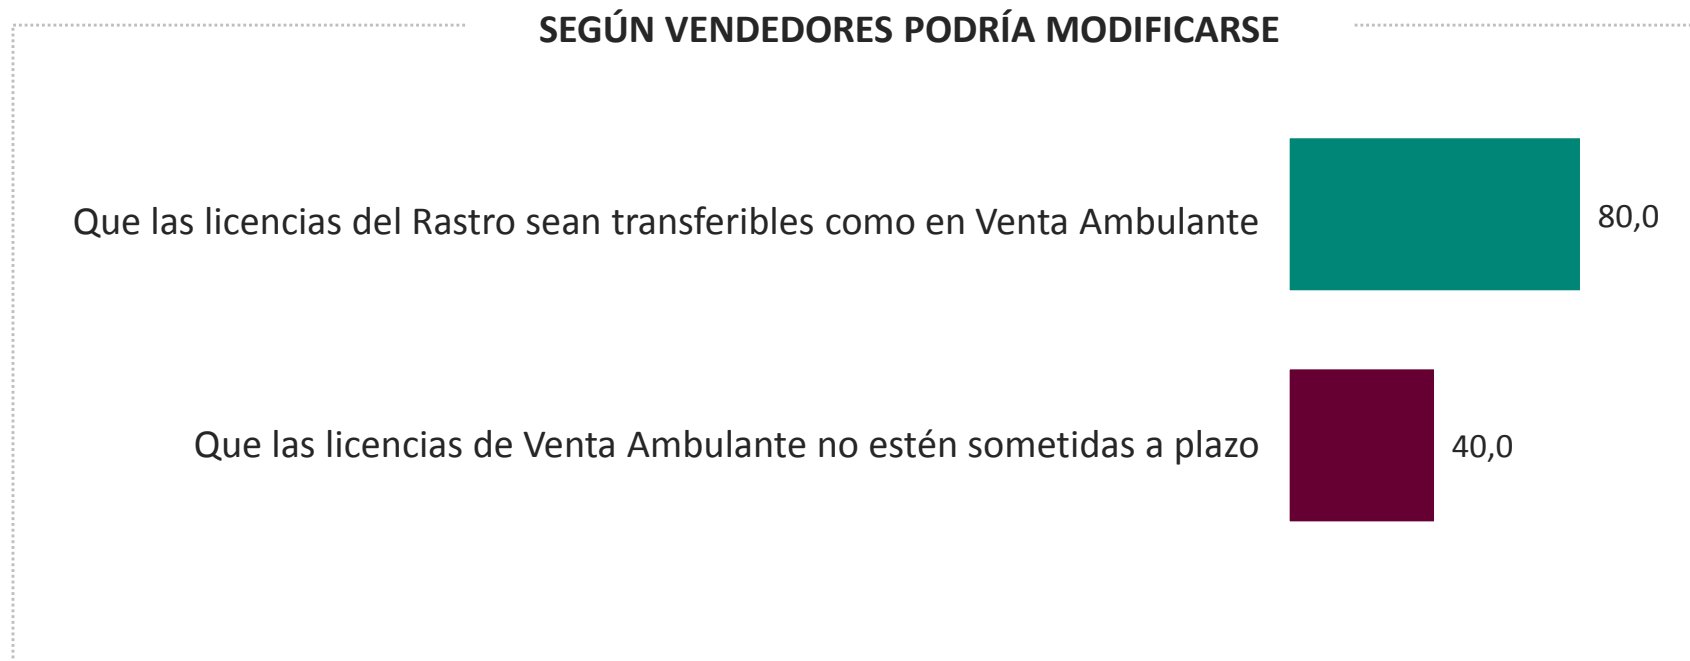 SEGÚN VENDEDORES PODRÍA MODIFICARSE
Que las licencias del Rastro sean transferibles como en Venta Ambulante
80,0
Que las licencias de Venta Ambulante no estén sometidas a plazo
40,0